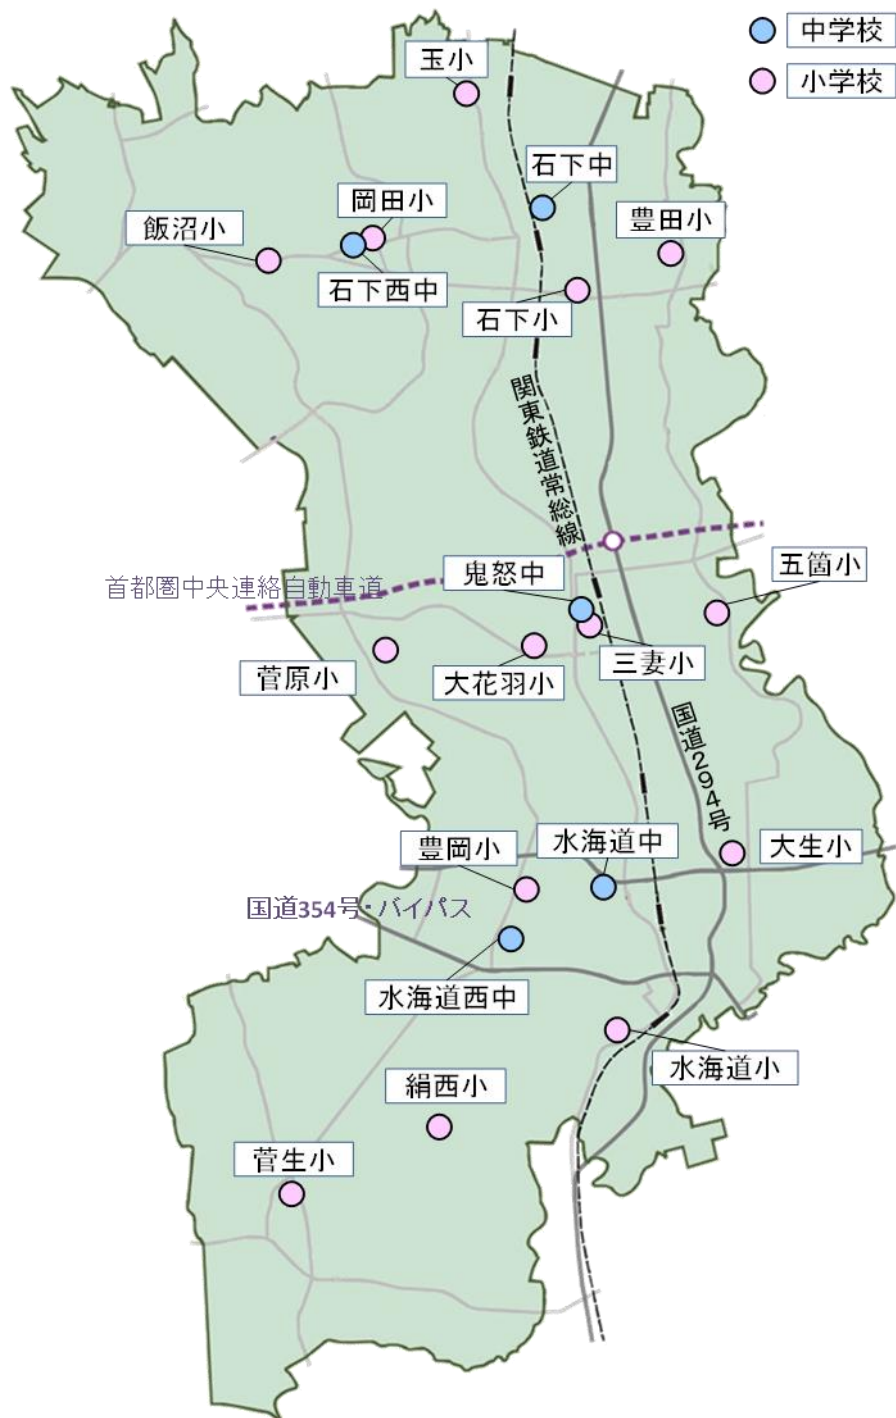 中学校
小学校
玉小
石下中
岡田小
豊田小
飯沼小
石下西中
石下小
関東鉄道常総線
首都圏中央連絡自動車道
鬼怒中
五箇小
菅原小
大花羽小
三妻小
国道294号
豊岡小
水海道中
大生小
国道354号・バイパス
水海道西中
水海道小
絹西小
菅生小